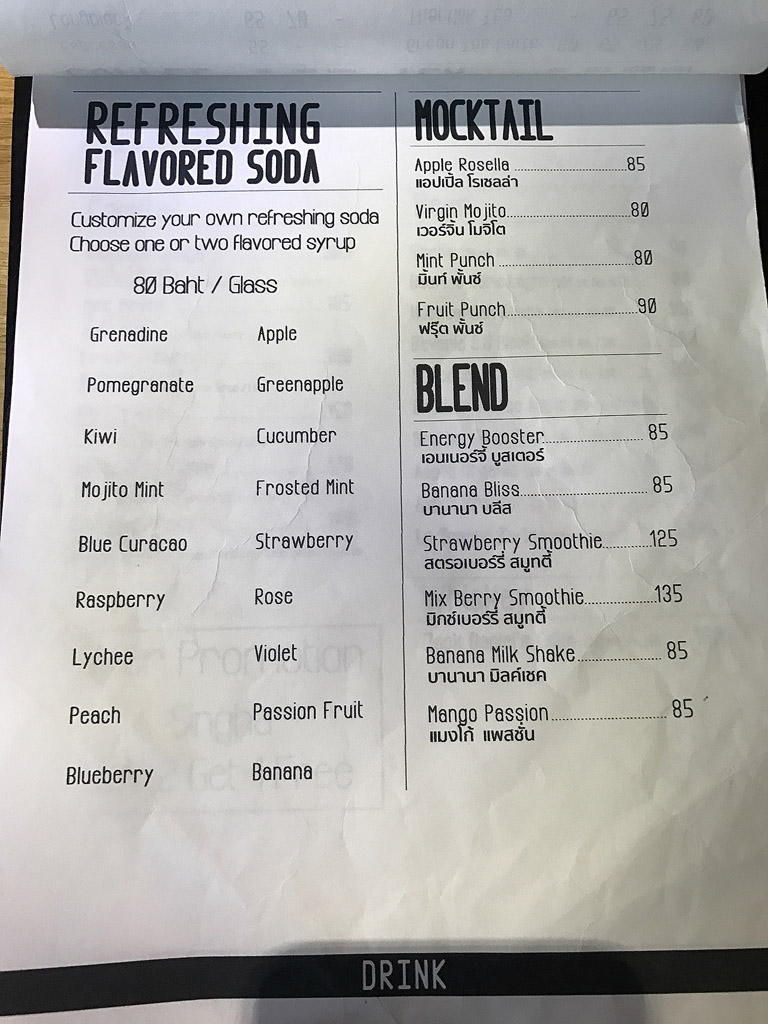 REFRESHING
FLAVORED SODA
Customize your own refreshing soda
Choose one or two flavored syrup
80 Baht / Glass
Grenadine Apple
Pomegranate Greenapple
Kiwi Cucumber
Mojito Mint Frosted Mint
Blue Curacao Strawberry
Raspberry Rose
Lychee Violet
Peach Passion Fruit
Blueberry Banana
MOCKTAIL
Apple Rosella 85
แอปเปิ้ล โรเซลล่า
Virgin Mojito 80
เวอร์จิ้น โมจิโต
Mint Punch 80
มิ้นท์ พั้นช์
Fruit Punch 90
ฟรุ๊ต พั้นช์
BLEND
Energy Booster 85
เอนเนอร์จี้ บูสเตอร์
Banana Bliss 85
บานานา บลีส
Strawberry Smoothie 125
สตรอเบอร์รี่ สมูทตี้
Mix Berry Smoothie 135
มิกซ์เบอร์รี่ สมูทตี้
Banana Milk Shake 85
บานานา มิลค์เชค
Mango Passion 85
แมงโก้ แพสชั่น
DRINK